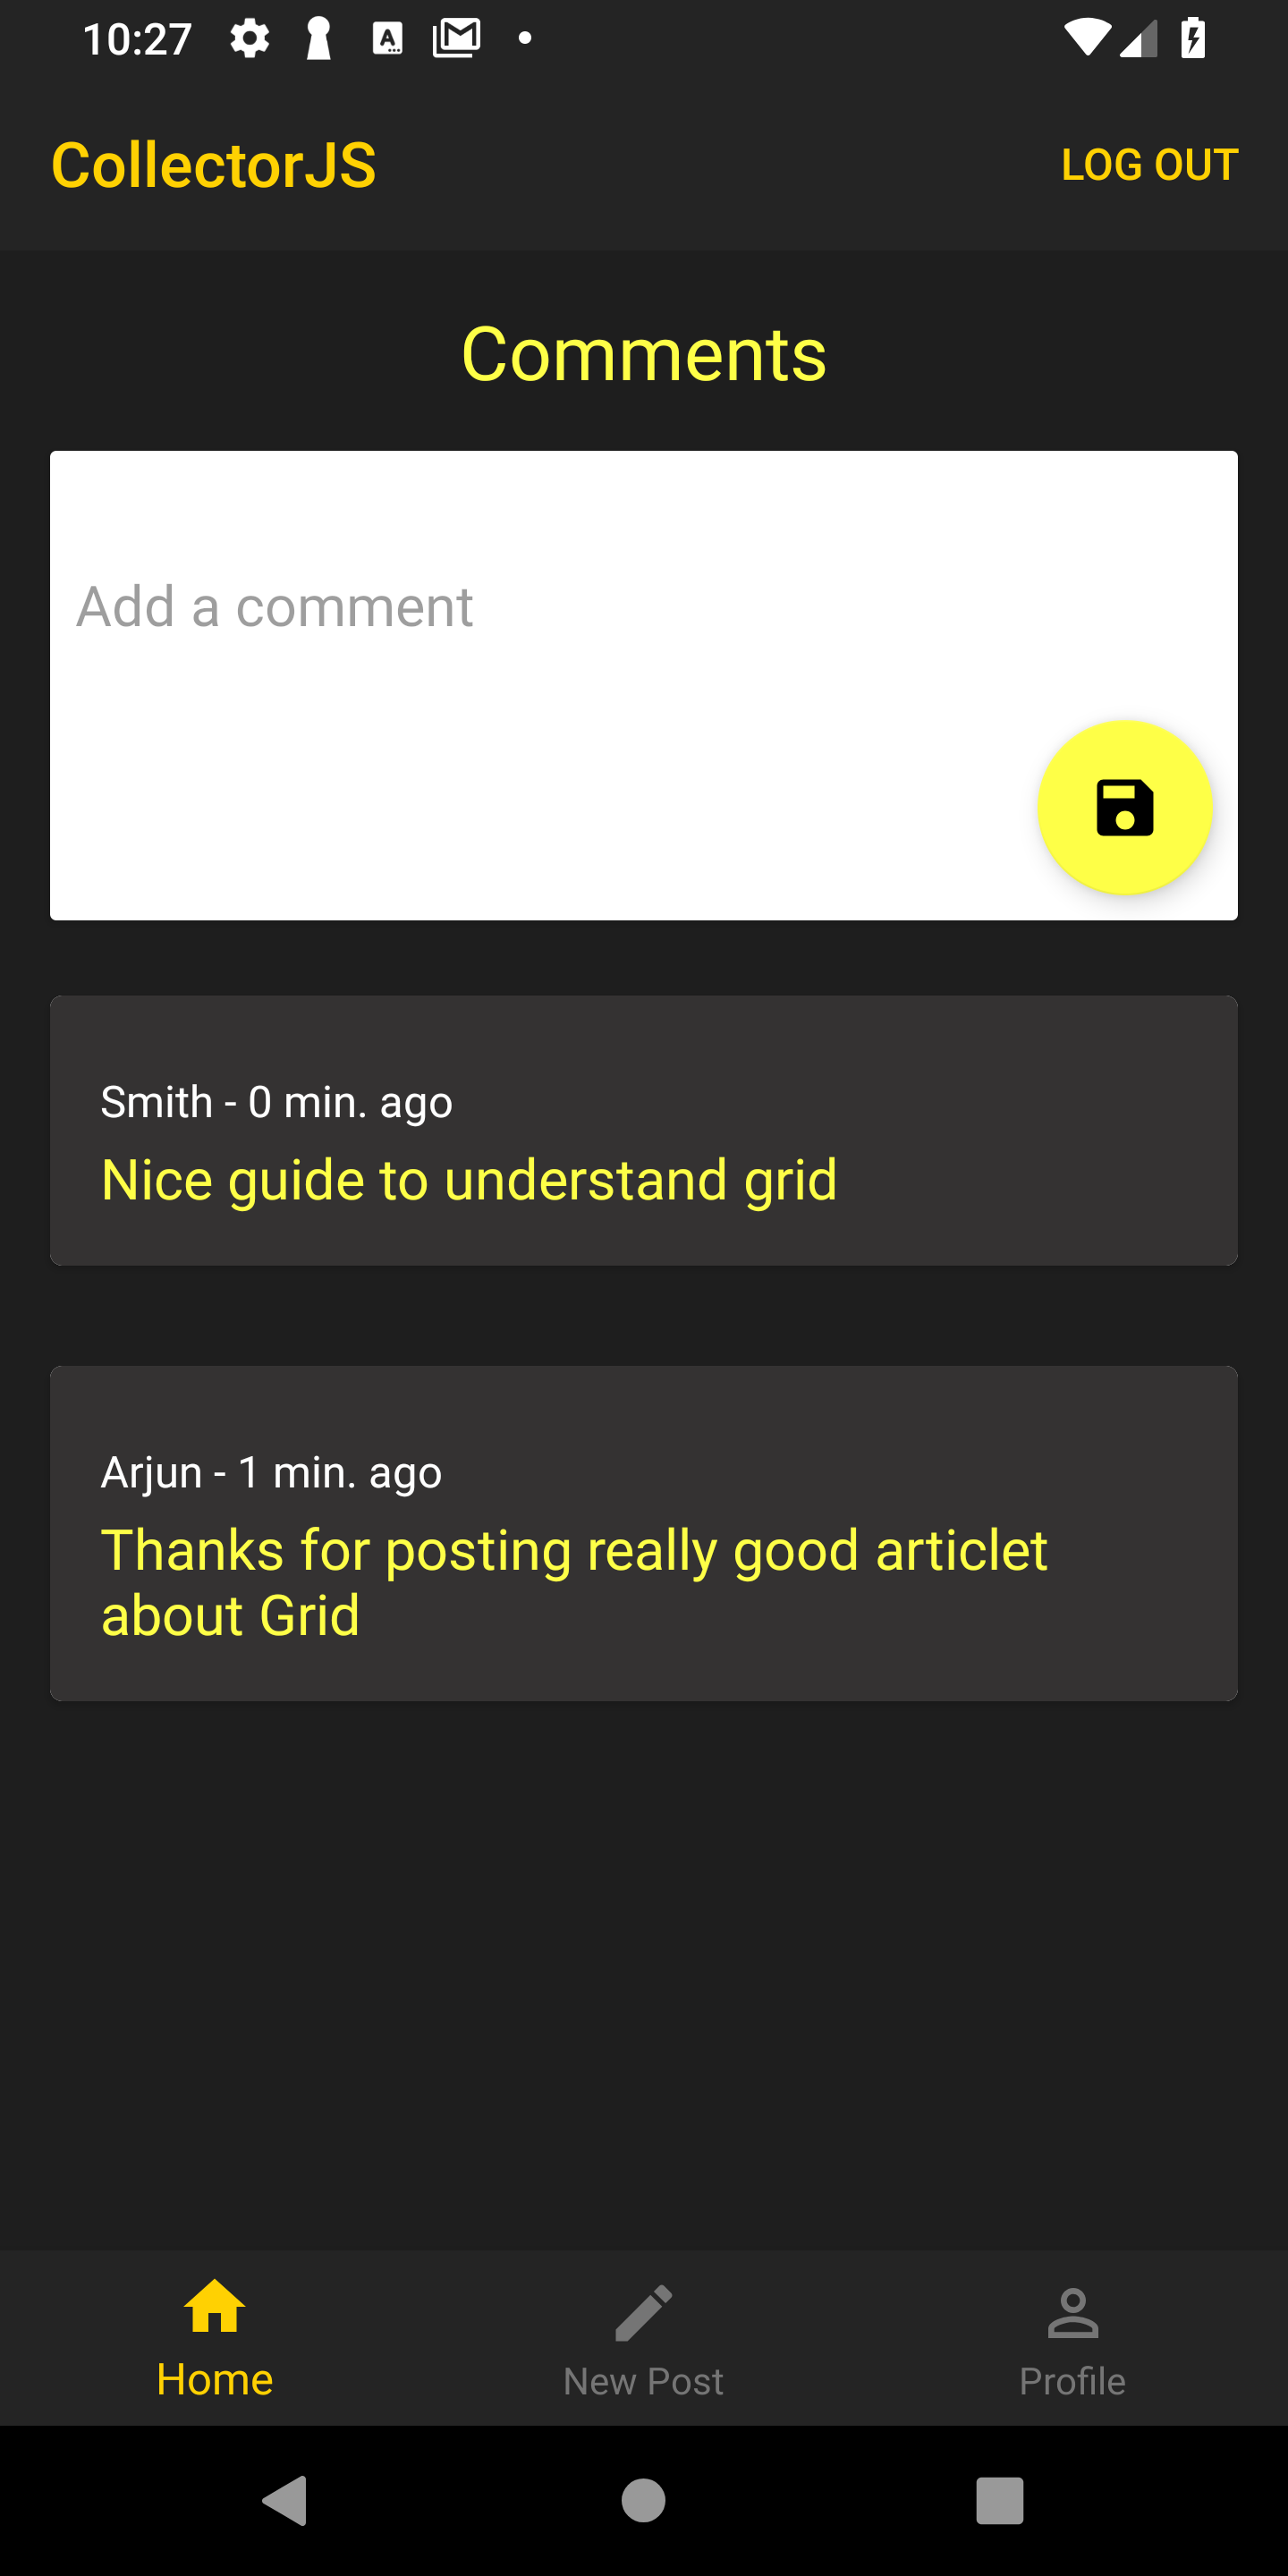 10:27
CollectorJS
LOG OUT
Comments
Add a comment
Smith - 0 min. ago
Nice guide to understand grid
Arjun - 1 min. ago
Thanks for posting really good articlet
about Grid
Home
New Post
Profile